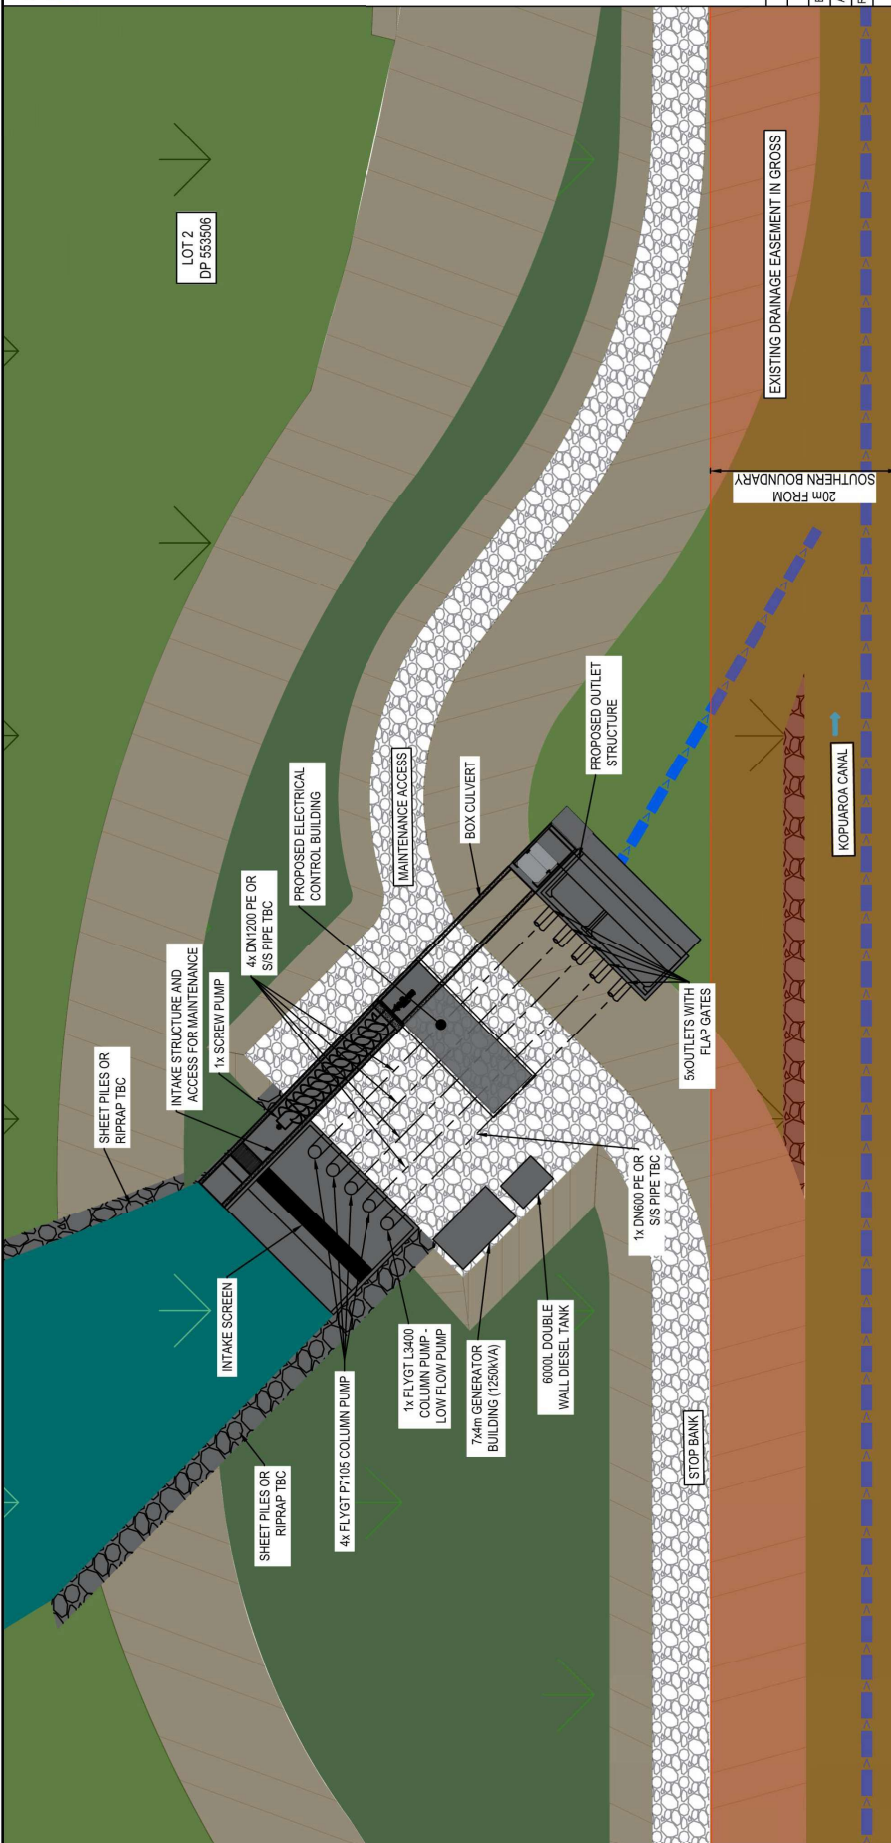 LOT 2
DP 553506
EXISTING DRAINAGE EASEMENT IN GROSS
20m FROM
SOUTHERN BOUNDARY
SHEET PILES OR
RIPRAP TBC
INTAKE STRUCTURE AND
ACCESS FOR MAINTENANCE
1x SCREW PUMP
4x DN1200 PE OR
S/S PIPE TBC
PROPOSED ELECTRICAL
CONTROL BUILDING
MAINTENANCE ACCESS
BOX CULVERT
PROPOSED OUTLET
STRUCTURE
KOPUAROA CANAL
5xOUTLETS WITH
FLAP GATES
1x DN600 PE OR
S/S PIPE TBC
INTAKE SCREEN
1x FLYGT L3400
COLUMN PUMP -
LOW FLOW PUMP
7x4m GENERATOR
BUILDING (1250kVA)
6000L DOUBLE
WALL DIESEL TANK
SHEET PILES OR
RIPRAP TBC
4x FLYGT P7105 COLUMN PUMP
STOP BANK